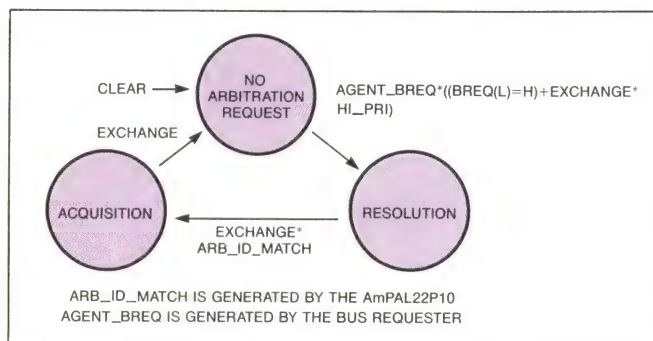 NO
ARBITRATION
REQUEST
CLEAR
AGENT_BREQ*((BREQ(L)=H)+EXCHANGE*
HI_PRI)
EXCHANGE
ACQUISITION
RESOLUTION
EXCHANGE*
ARB_ID_MATCH
ARB_ID_MATCH IS GENERATED BY THE AmPAL22P10
AGENT_BREQ IS GENERATED BY THE BUS REQUESTER